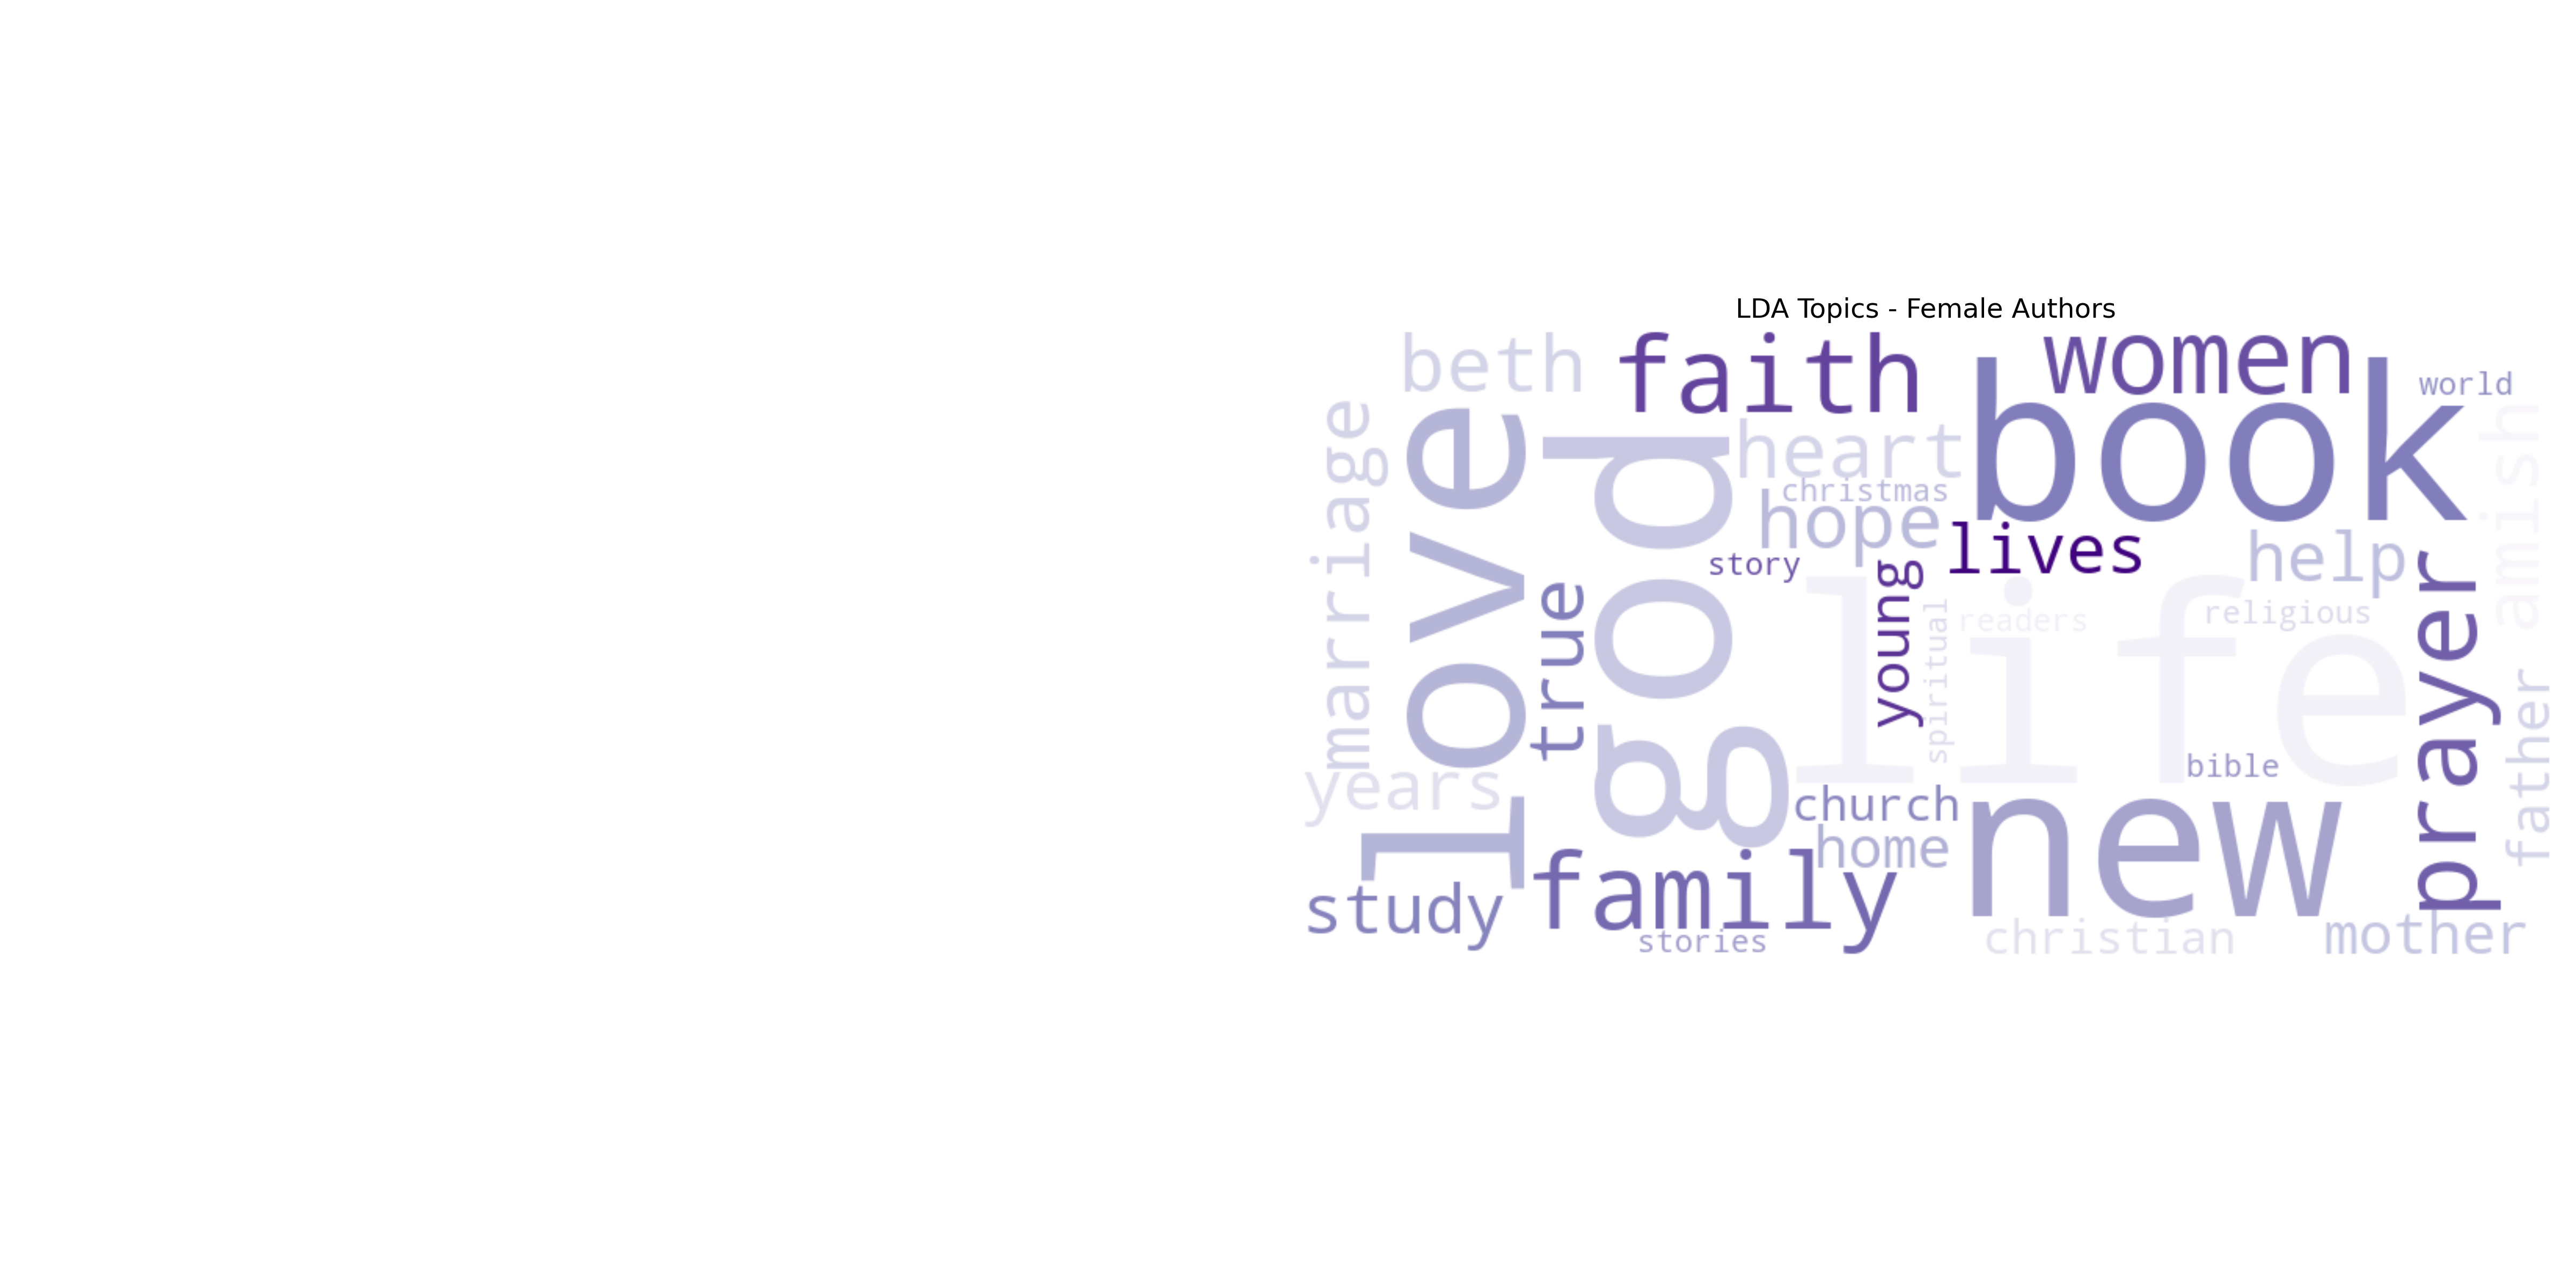 LDA Topics - Female Authors
beth
faith
women
book
world
marriage
love
god
heart
christmas
hope
story
lives
help
amish
true
young
spiritual
readers
life
religious
prayer
father
years
bible
church
home
new
study
family
stories
christian
mother